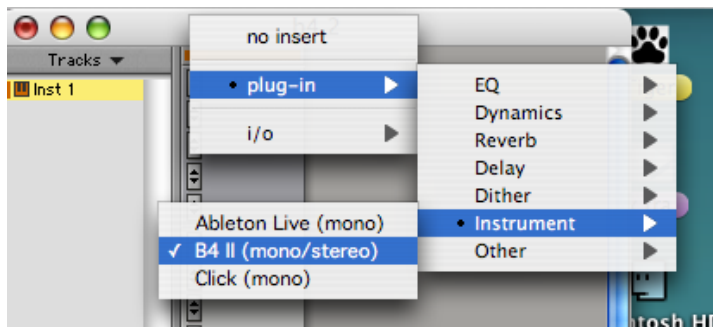 no insert
Tracks
Inst 1
• plug-in
i/o
EQ
Dynamics
Reverb
Delay
Dither
• Instrument
Other
Ableton Live (mono)
✓ B4 II (mono/stereo)
Click (mono)